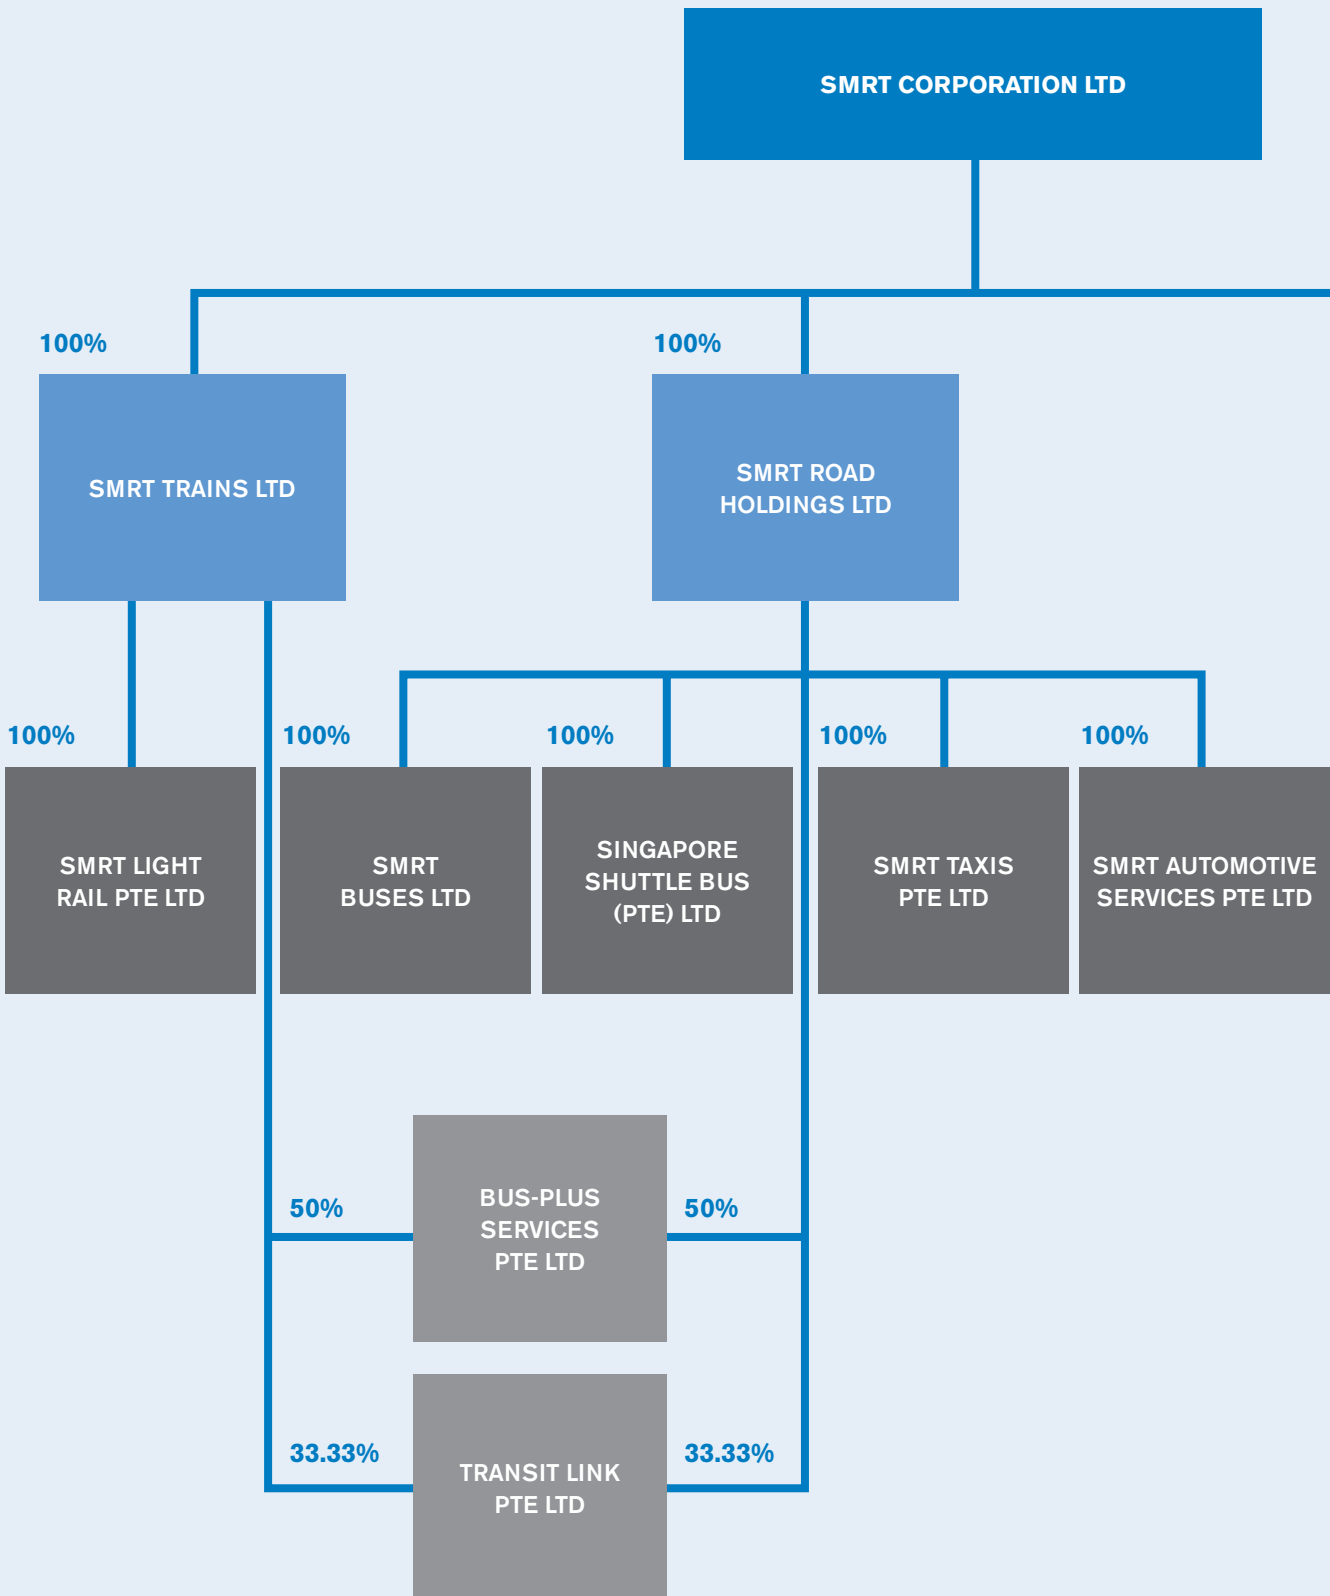 SMRT CORPORATION LTD
100%
100%
SMRT TRAINS LTD
SMRT ROAD
HOLDINGS LTD
100%
100%
100%
100%
100%
SMRT LIGHT
RAIL PTE LTD
SMRT
BUSES LTD
SINGAPORE
SHUTTLE BUS
(PTE) LTD
SMRT TAXIS
PTE LTD
SMRT AUTOMOTIVE
SERVICES PTE LTD
50%
BUS-PLUS
SERVICES
PTE LTD
50%
33.33%
TRANSIT LINK
PTE LTD
33.33%